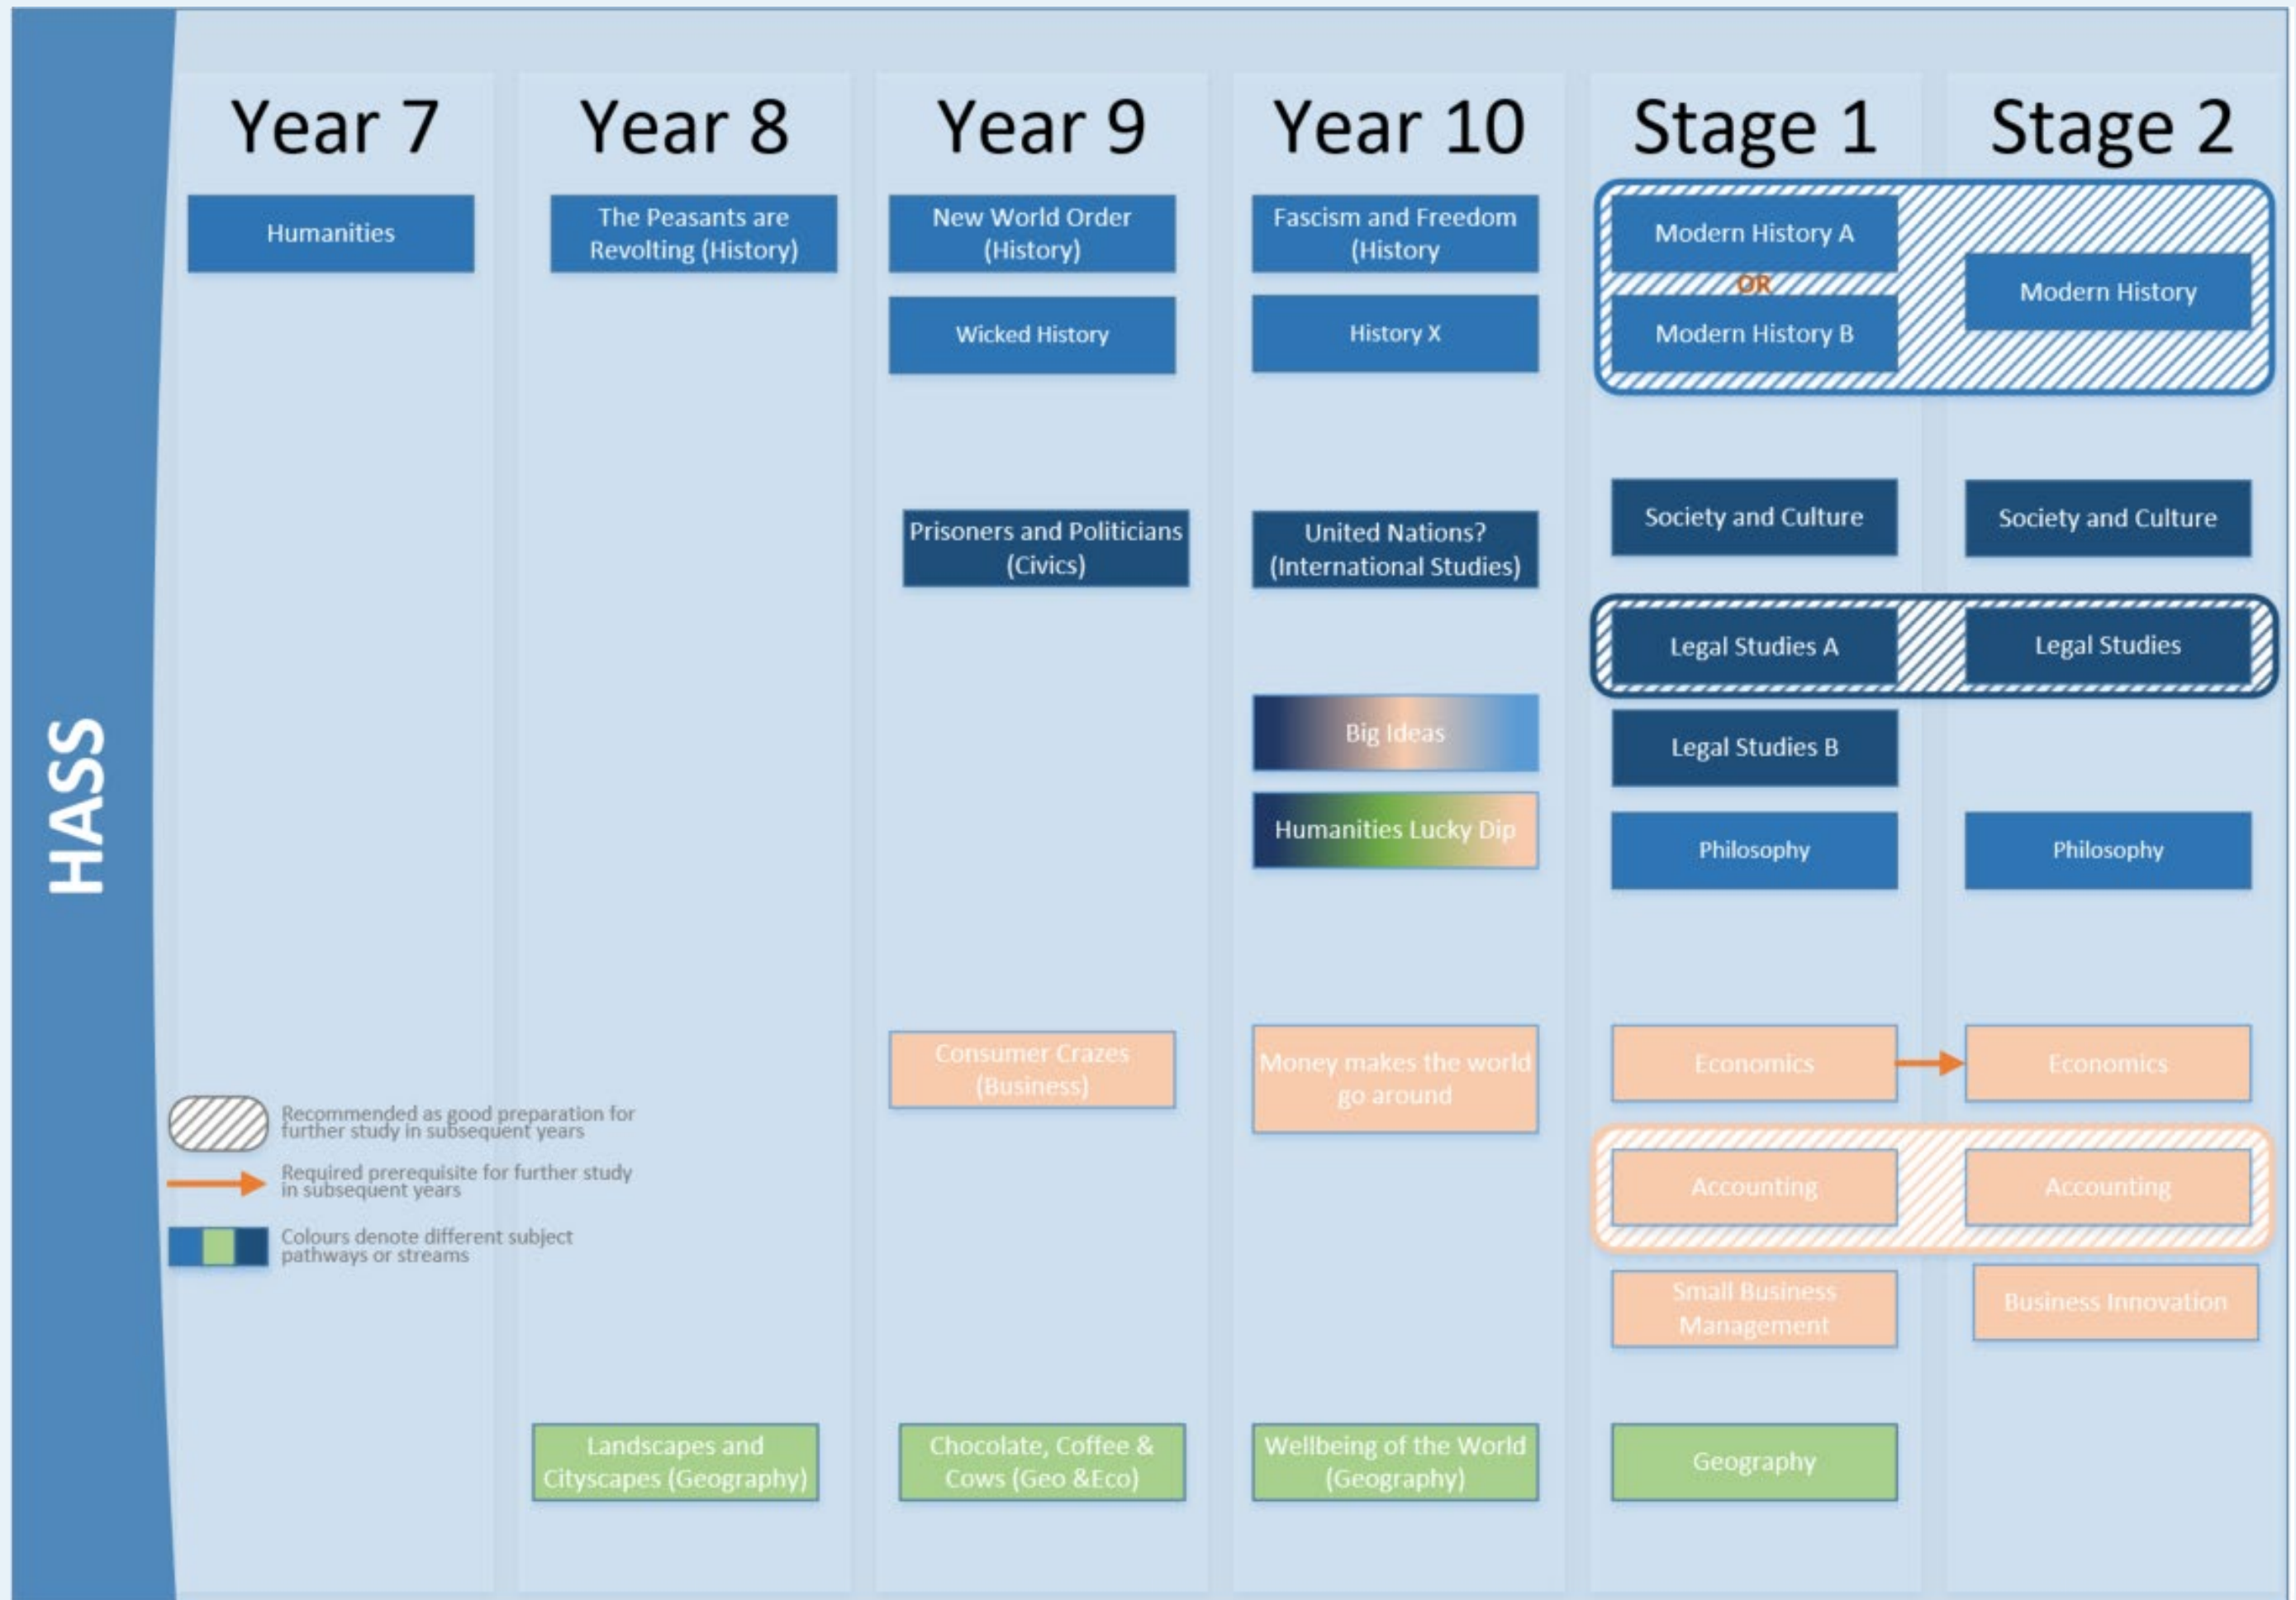 HASS
Year 7
Year 8
Year 9
Year 10
Stage 1
Stage 2
Humanities
The Peasants are
Revolting (History)
New World Order
(History)
Fascism and Freedom
(History
Modern History A
OR
Modern History B
Modern History
Wicked History
History X
Prisoners and Politicians
(Civics)
United Nations?
(International Studies)
Society and Culture
Society and Culture
Legal Studies A
Legal Studies
Big Ideas
Legal Studies B
Humanities Lucky Dip
Philosophy
Philosophy
Consumer Crazes
(Business)
Money makes the world
go around
Economics
Economics
Recommended as good preparation for
further study in subsequent years
Required prerequisite for further study
in subsequent years
Colours denote different subject
pathways or streams
Accounting
Accounting
Small Business
Management
Business Innovation
Landscapes and
Cityscapes (Geography)
Chocolate, Coffee &
Cows (Geo &Eco)
Wellbeing of the World
(Geography)
Geography